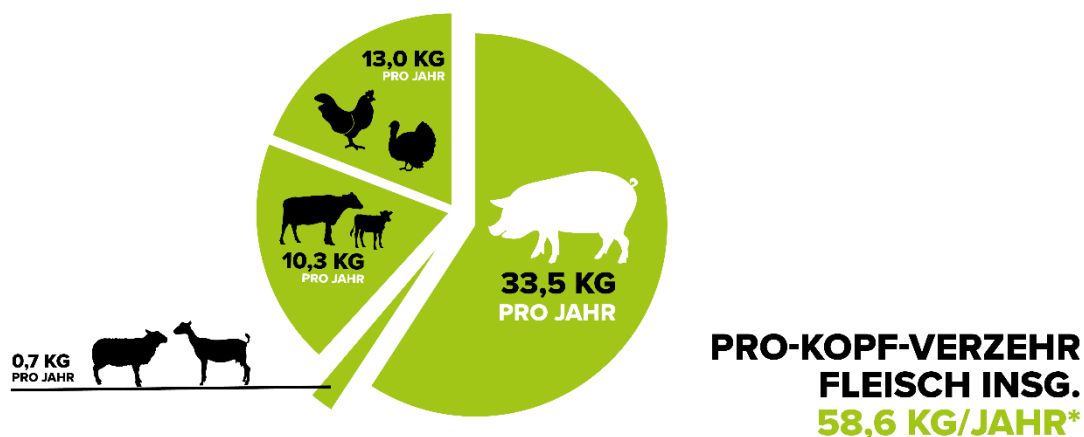 13,0 KG
PRO JAHR
10,3 KG
PRO JAHR
33,5 KG
PRO JAHR
0,7 KG
PRO JAHR
PRO-KOPF-VERZEHR
FLEISCH INSG.
58,6 KG/JAHR*